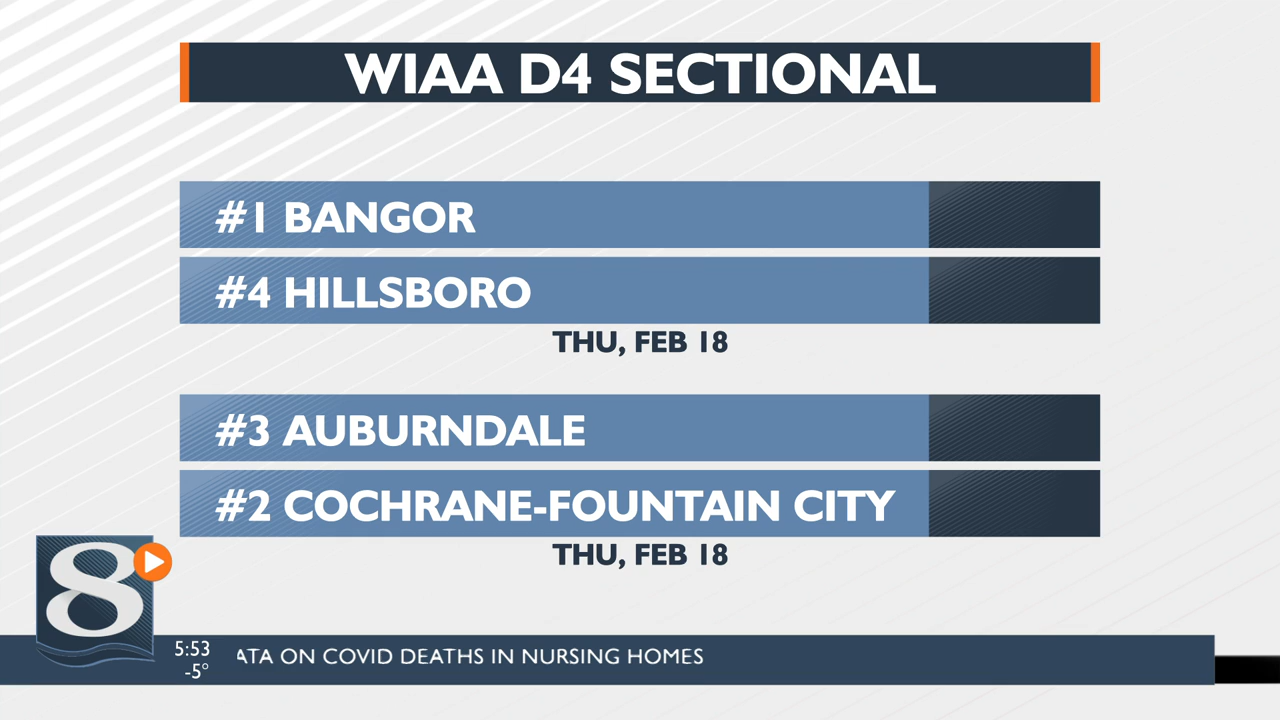 WIAA D4 SECTIONAL
#1 BANGOR
#4 HILLSBORO
THU, FEB 18
#3 AUBURNDALE
#2 COCHRANE-FOUNTAIN CITY
THU, FEB 18
8
5:53
-5°
ATA ON COVID DEATHS IN NURSING HOMES